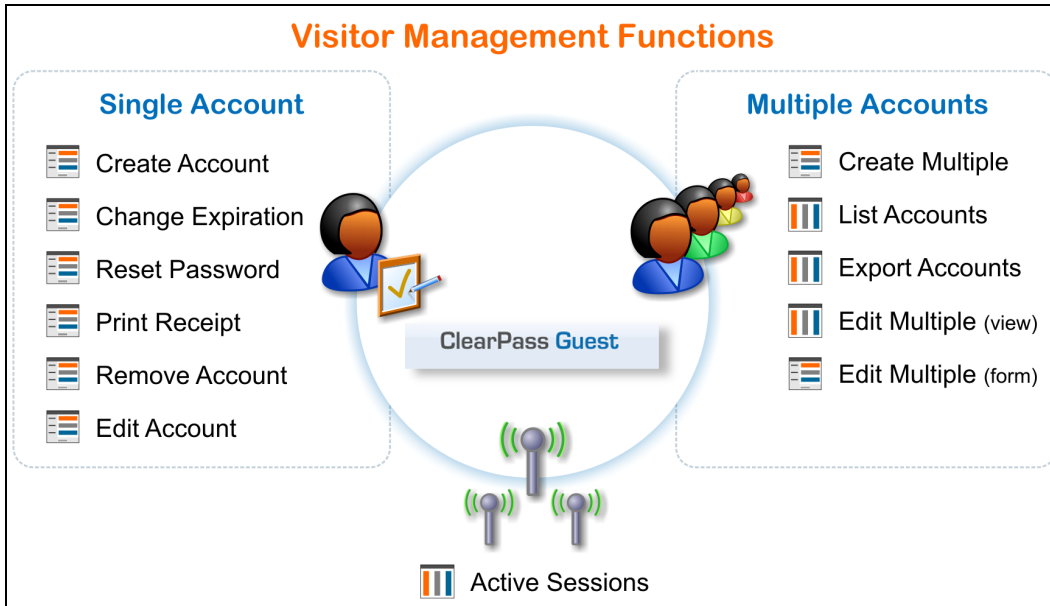 Visitor Management Functions
Single Account
Create Account
Change Expiration
Reset Password
Print Receipt
Remove Account
Edit Account
Multiple Accounts
Create Multiple
List Accounts
Export Accounts
Edit Multiple (view)
Edit Multiple (form)
ClearPass Guest
Active Sessions